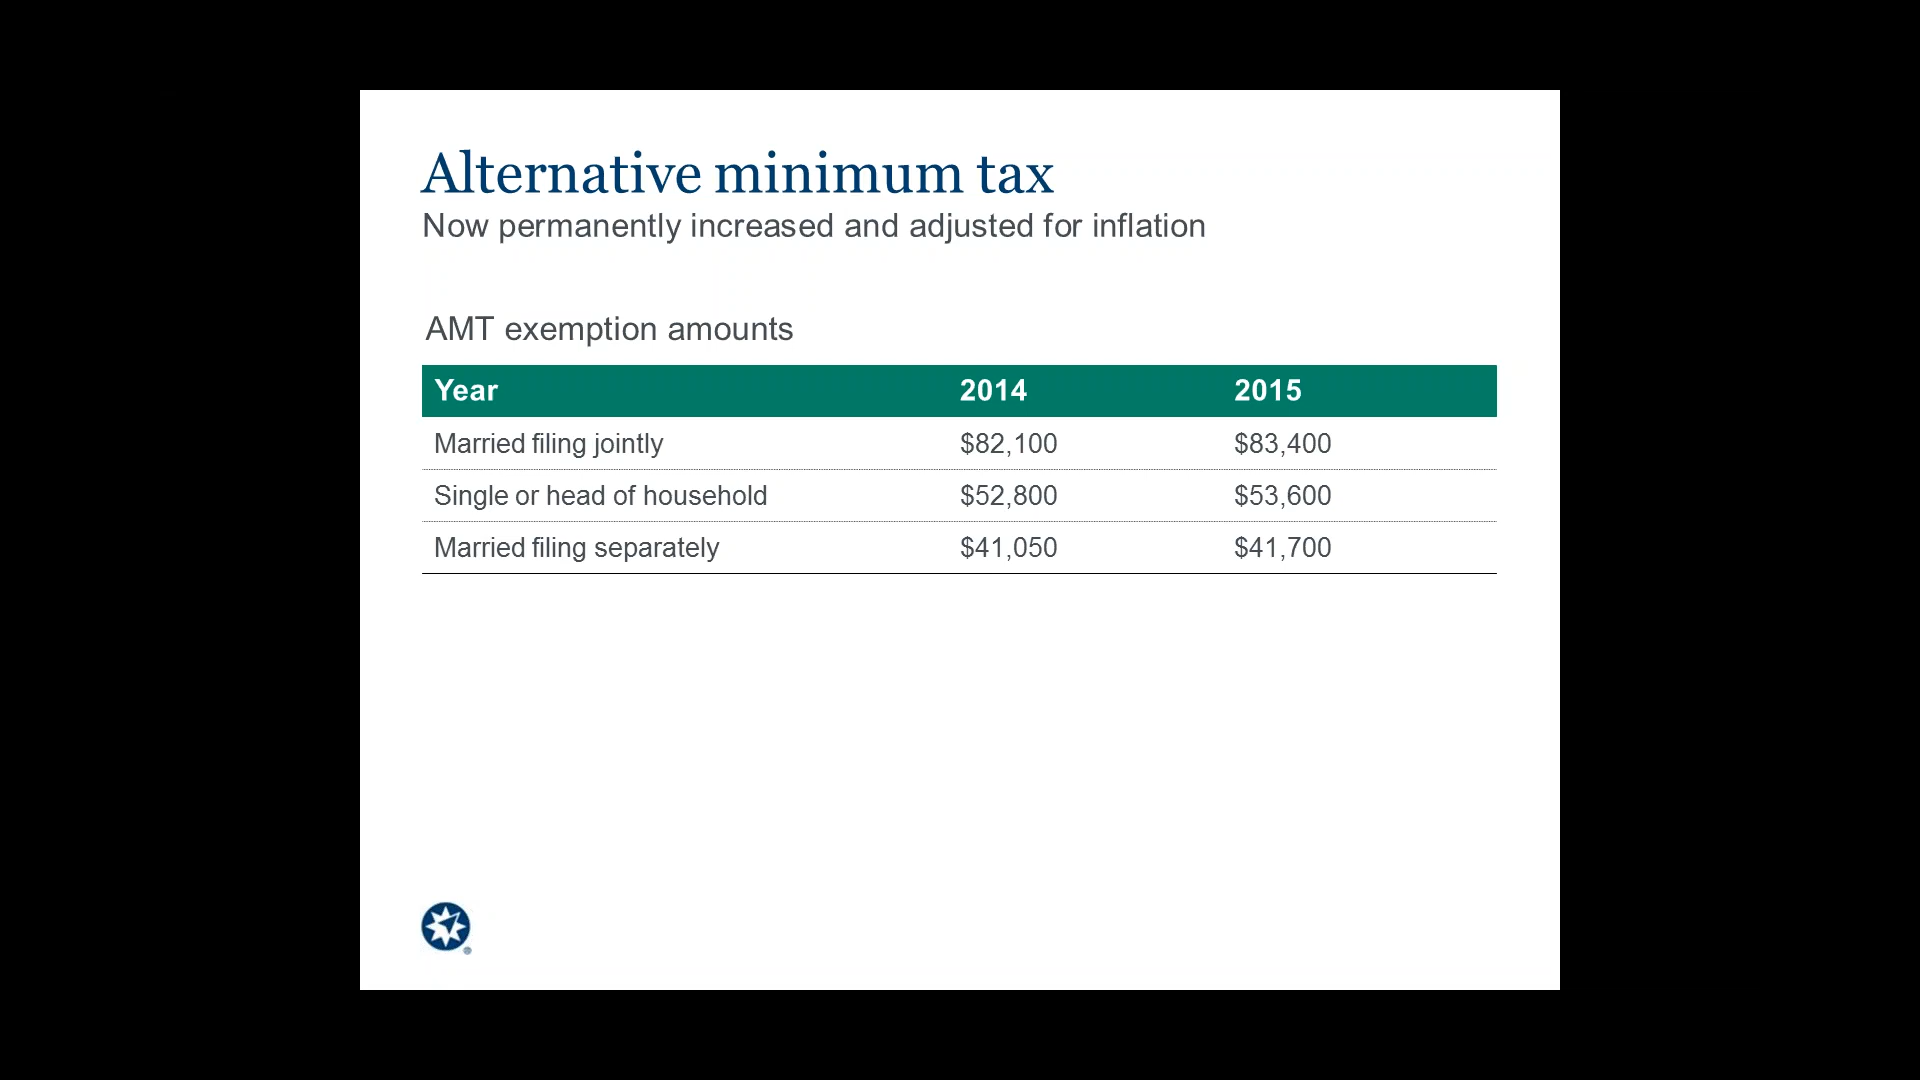 Alternative minimum tax
Now permanently increased and adjusted for inflation
AMT exemption amounts
Year 2014 2015
Married filing jointly $82,100 $83,400
Single or head of household $52,800 $53,600
Married filing separately $41,050 $41,700